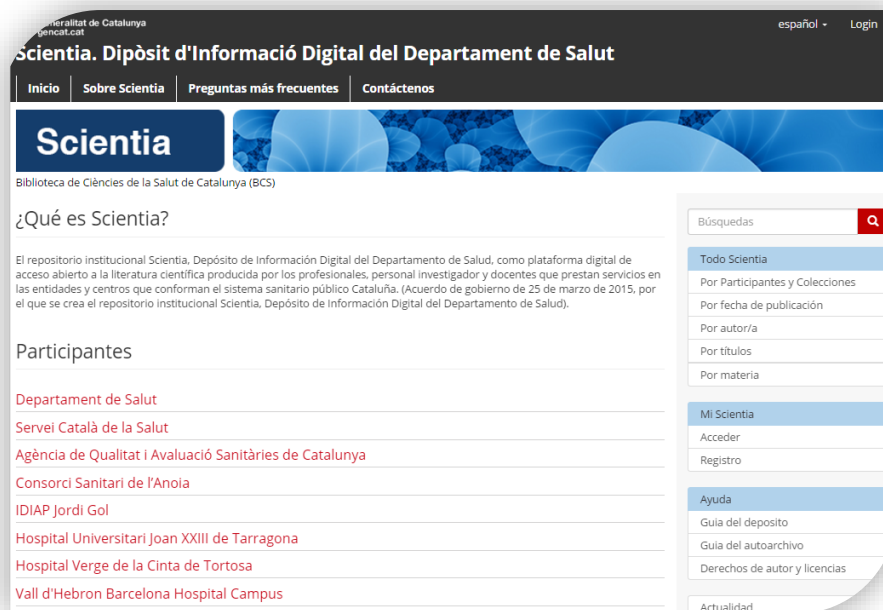 Generalitat de Catalunya
gencat.cat
español
Login
Scientia. Dipòsit d'Informació Digital del Departament de Salut
Inicio
Sobre Scientia
Preguntas más frecuentes
Contáctenos
Scientia
Biblioteca de Ciències de la Salut de Catalunya (BCS)
¿Qué es Scientia?
El repositorio institucional Scientia, Depósito de Información Digital del Departamento de Salud, como plataforma digital de
acceso abierto a la literatura científica producida por los profesionales, personal investigador y docentes que prestan servicios en
las entidades y centros que conforman el sistema sanitario público Cataluña. (Acuerdo de gobierno de 25 de marzo de 2015, por
el que se crea el repositorio institucional Scientia, Depósito de Información Digital del Departamento de Salud).
Participantes
Departament de Salut
Servei Català de la Salut
Agència de Qualitat i Avaluació Sanitàries de Catalunya
Consorci Sanitari de l'Anoia
IDIAP Jordi Gol
Hospital Universitari Joan XXIII de Tarragona
Hospital Verge de la Cinta de Tortosa
Vall d'Hebron Barcelona Hospital Campus
Búsquedas
Todo Scientia
Por Participantes y Colecciones
Por fecha de publicación
Por autor/a
Por títulos
Por materia
Mi Scientia
Acceder
Registro
Ayuda
Guia del deposito
Guia del autoarchivo
Derechos de autor y licencias
Actualidad